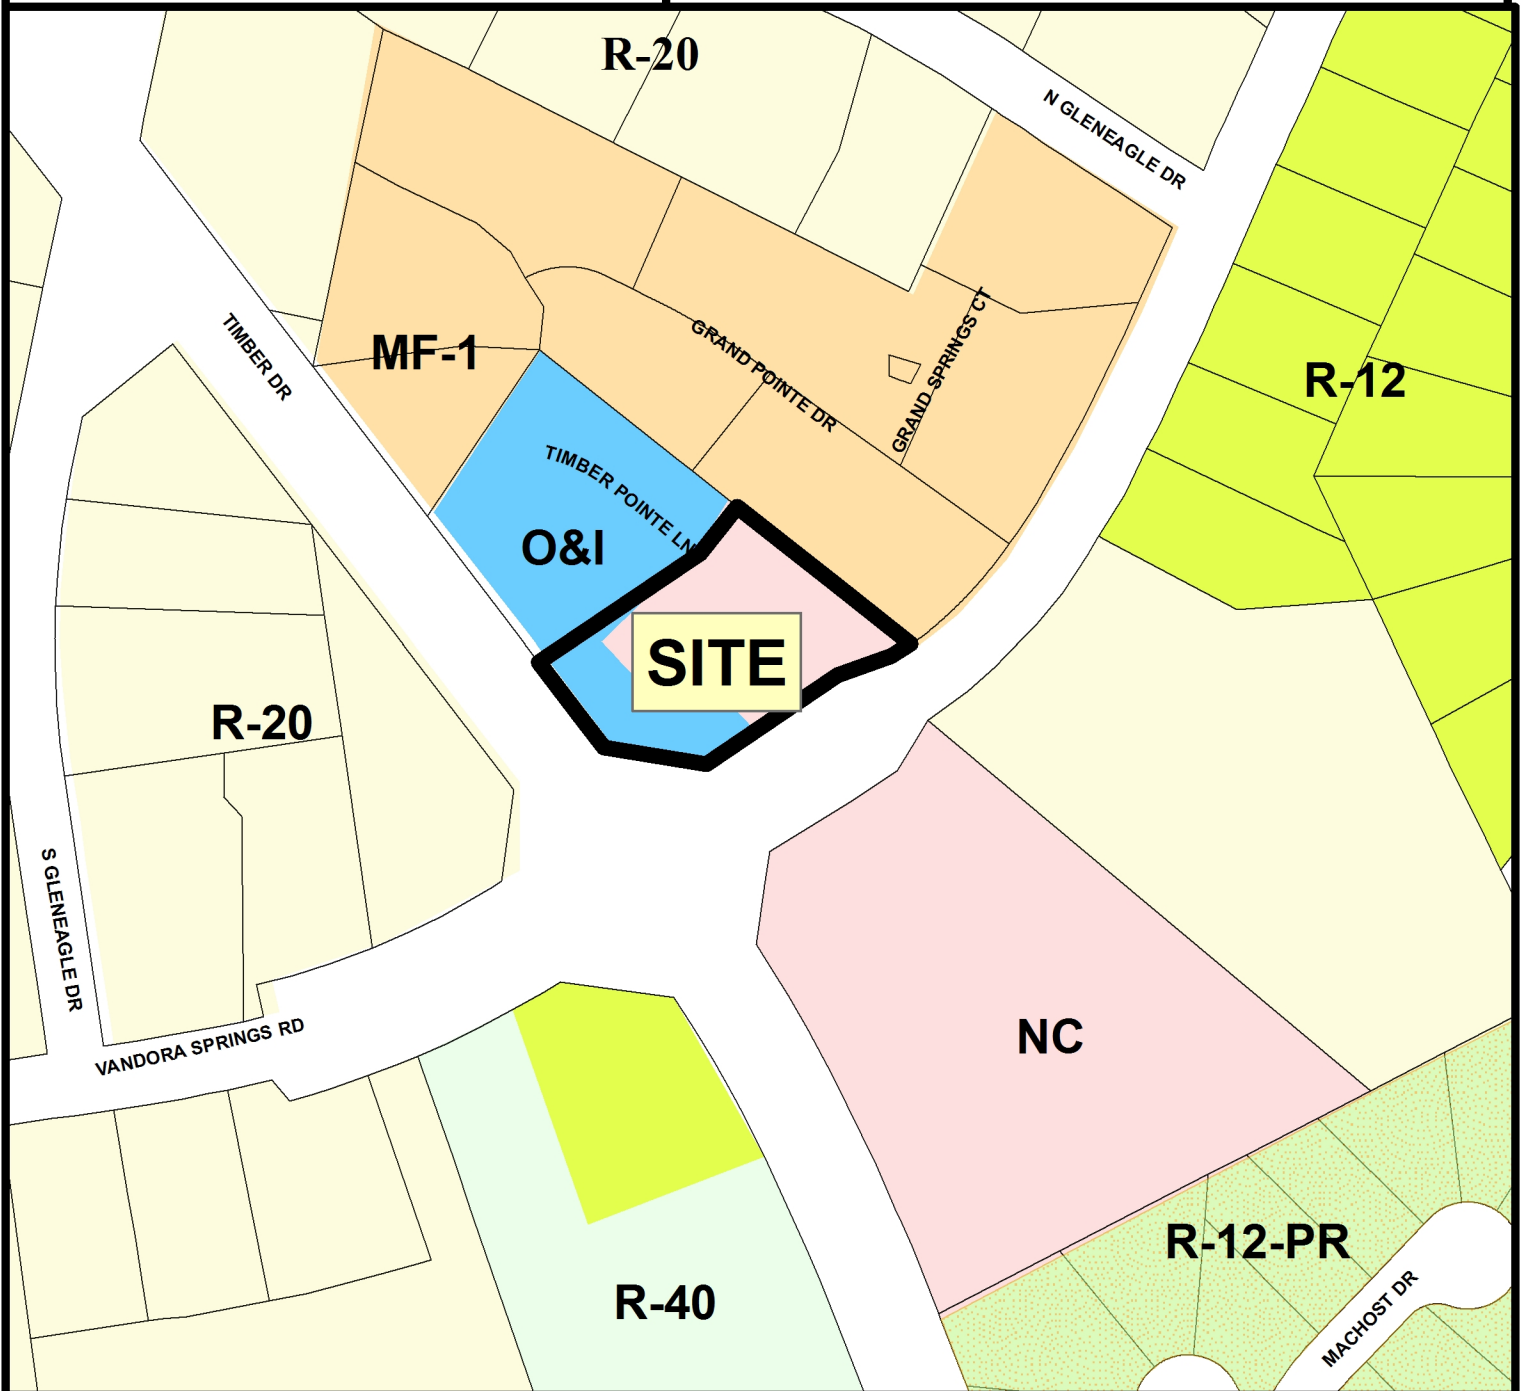 R-20
N GLENEAGLE DR
TIMBER DR
MF-1
GRAND POINTE DR
GRAND SPRINGS CT
R-12
TIMBER POINTE LN
O&I
SITE
R-20
S GLENEAGLE DR
VANDORA SPRINGS RD
NC
R-12-PR
R-40
MACHOST DR